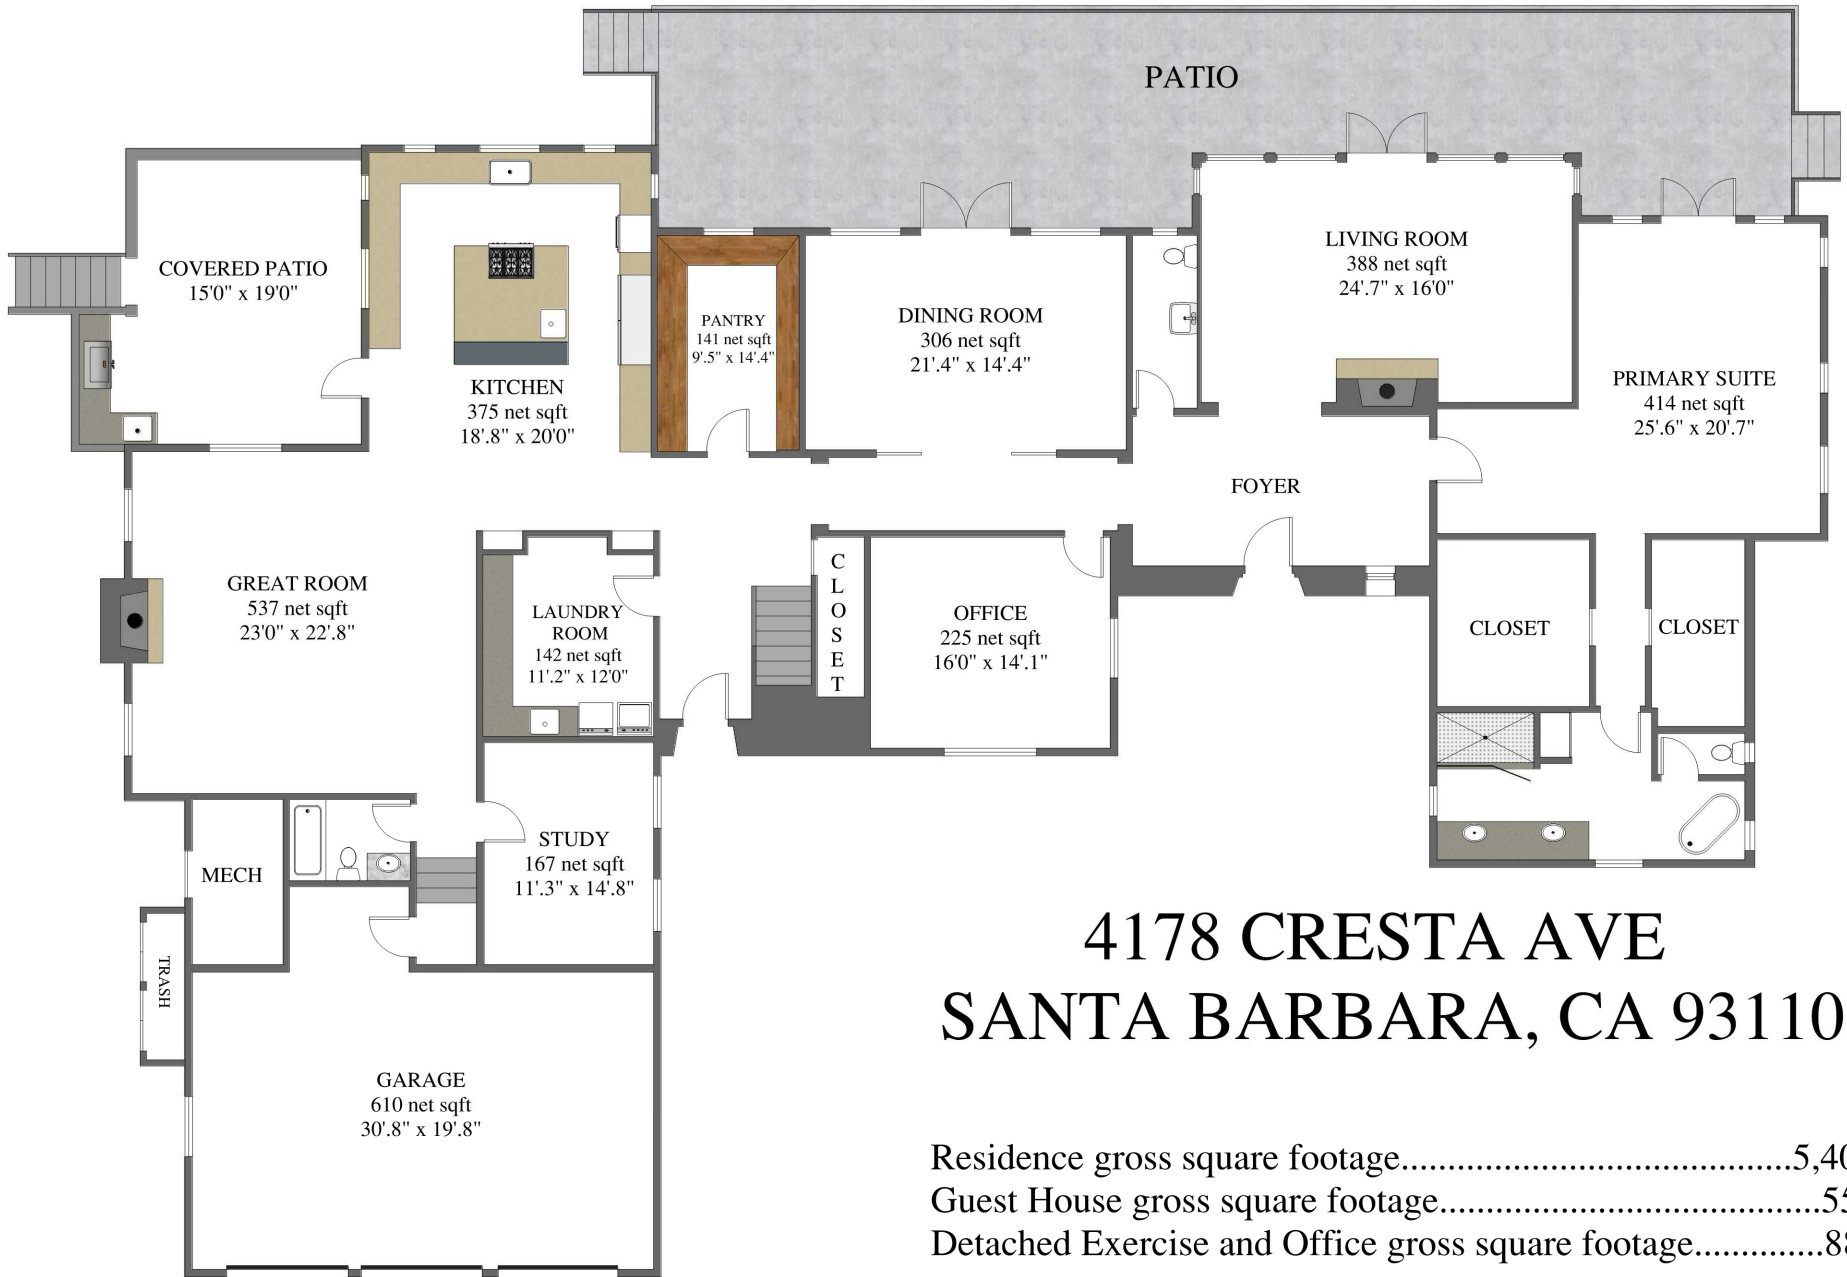 PATIO
COVERED PATIO
15'0" x 19'0"
KITCHEN
375 net sqft
18'.8" x 20'0"
PANTRY
141 net sqft
9'.5" x 14'.4"
DINING ROOM
306 net sqft
21'.4" x 14'.4"
LIVING ROOM
388 net sqft
24'.7" x 16'0"
PRIMARY SUITE
414 net sqft
25'.6" x 20'.7"
FOYER
GREAT ROOM
537 net sqft
23'0" x 22'.8"
LAUNDRY
ROOM
142 net sqft
11'.2" x 12'0"
CLOSET
OFFICE
225 net sqft
16'0" x 14'.1"
CLOSET
CLOSET
MECH
STUDY
167 net sqft
11'.3" x 14'.8"
TRASH
GARAGE
610 net sqft
30'.8" x 19'.8"
4178 CRESTA AVE
SANTA BARBARA, CA 93110
Residence gross square footage..........................................5,40
Guest House gross square footage.........................................55
Detached Exercise and Office gross square footage..............88